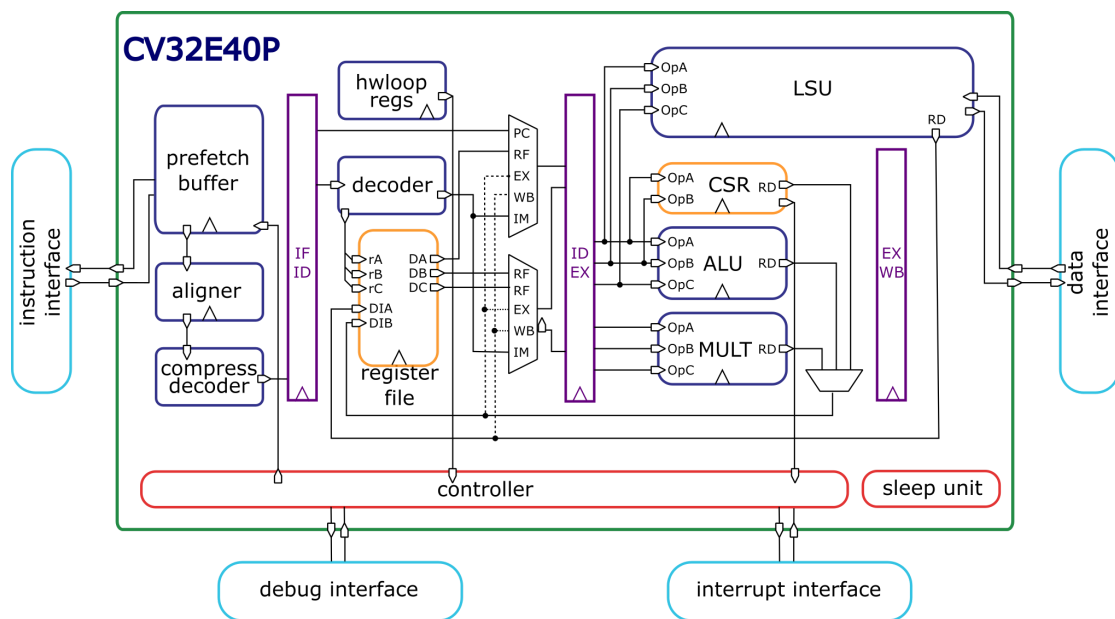 CV32E40P
instruction
interface
prefetch
buffer
aligner
compress
decoder
IF
ID
hwloop
regs
decoder
rA
rB
rC
DIA
DIB
DA
DB
DC
register
file
PC
RF
EX
WB
IM
RF
RF
EX
WB
IM
ID
EX
OpA
OpB
OpC
LSU
RD
OpA
OpB
CSR
RD
OpA
OpB
OpC
ALU
RD
OpA
OpB
OpC
MULT
RD
EX
WB
data
interface
controller
sleep unit
debug interface
interrupt interface